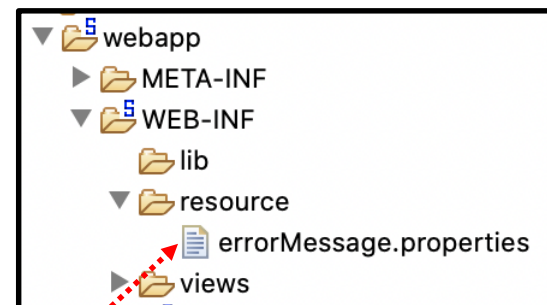 webapp
META-INF
WEB-INF
lib
resource
errorMessage.properties
views